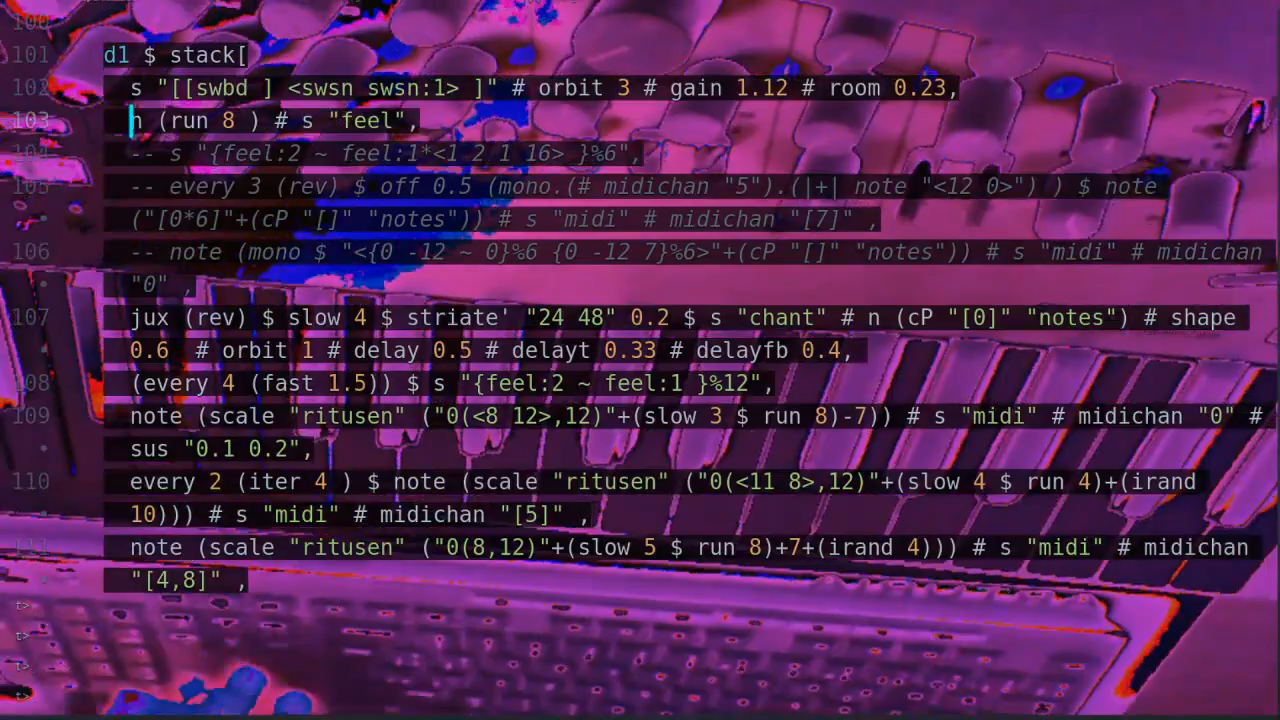 100
101 d1 $ stack[
102 s "[[swbd ] <swsn swsn:1> ]" # orbit 3 # gain 1.12 # room 0.23,
103 n (run 8 ) # s "feel",
104 -- s "{feel:2 ~ feel:1*<1 2 1 16> }%6",
105 -- every 3 (rev) $ off 0.5 (mono.(# midichan "5").(|+| note "<12 0>") ) $ note
("[0*6]"+(cP "[]" "notes")) # s "midi" # midichan "[7]" ,
106 -- note (mono $ "<{0 -12 ~ 0}%6 {0 -12 7}%6>"+(cP "[]" "notes")) # s "midi" # midichan
"0" ,
107 jux (rev) $ slow 4 $ striate' "24 48" 0.2 $ s "chant" # n (cP "[0]" "notes") # shape
0.6  # orbit 1 # delay 0.5 # delayt 0.33 # delayfb 0.4,
108 (every 4 (fast 1.5)) $ s "{feel:2 ~ feel:1 }%12",
109 note (scale "ritusen" ("0(<8 12>,12)"+(slow 3 $ run 8)-7)) # s "midi" # midichan "0" #
sus "0.1 0.2",
110 every 2 (iter 4 ) $ note (scale "ritusen" ("0(<11 8>,12)"+(slow 4 $ run 4)+(irand
10))) # s "midi" # midichan "[5]" ,
111 note (scale "ritusen" ("0(8,12)"+(slow 5 $ run 8)+7+(irand 4))) # s "midi" # midichan
"[4,8]" ,
t>
t>
t>
t>